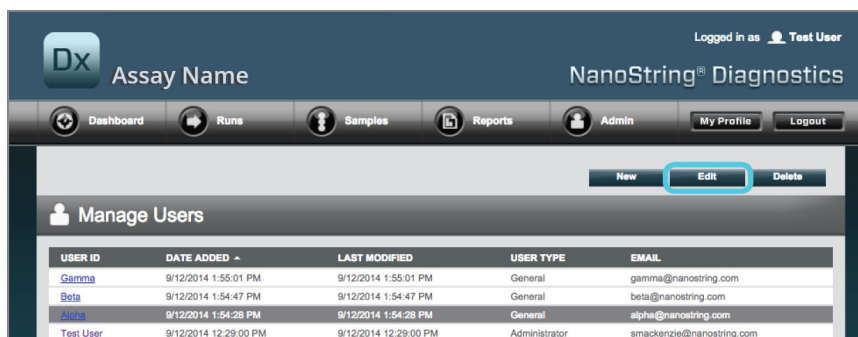 Logged in as Test User
Dx Assay Name
NanoString® Diagnostics
Dashboard Runs Samples Reports Admin My Profile Logout
New Edit Delete
Manage Users
USER ID DATE ADDED LAST MODIFIED USER TYPE EMAIL
Gamma 9/12/2014 1:55:01 PM 9/12/2014 1:55:01 PM General gamma@nanostring.com
Beta 9/12/2014 1:54:47 PM 9/12/2014 1:54:47 PM General beta@nanostring.com
Alpha 9/12/2014 1:54:28 PM 9/12/2014 1:54:28 PM General alpha@nanostring.com
Test User 9/12/2014 12:29:00 PM 9/12/2014 12:29:00 PM Administrator smackenzie@nanostring.com